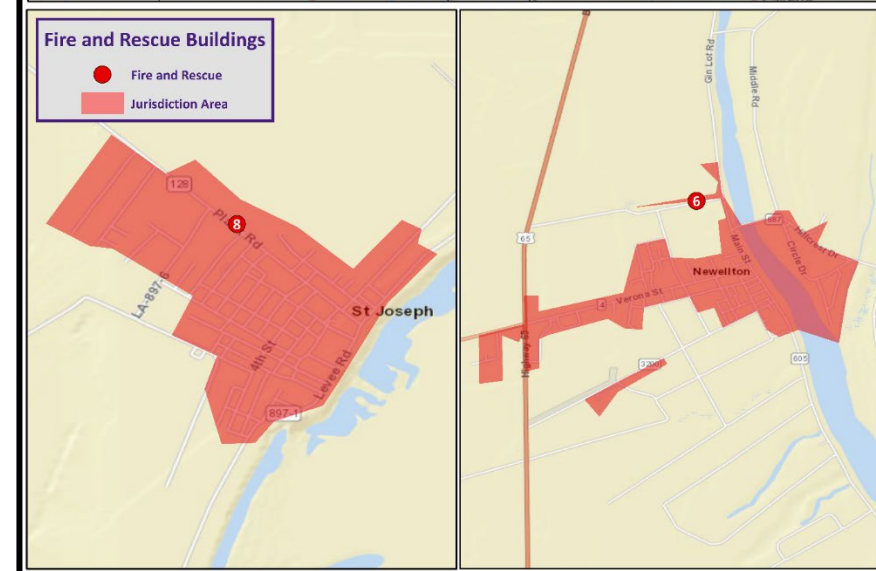 Fire and Rescue Buildings
Fire and Rescue
Jurisdiction Area
128
8
LA-897-6
St Joseph
4th St
Levee Rd
897-1
Gin Lot Rd
Middle Rd
6
65
887
Hillcrest Dr
Main St
Circle Dr
Newellton
4
Verona St
605